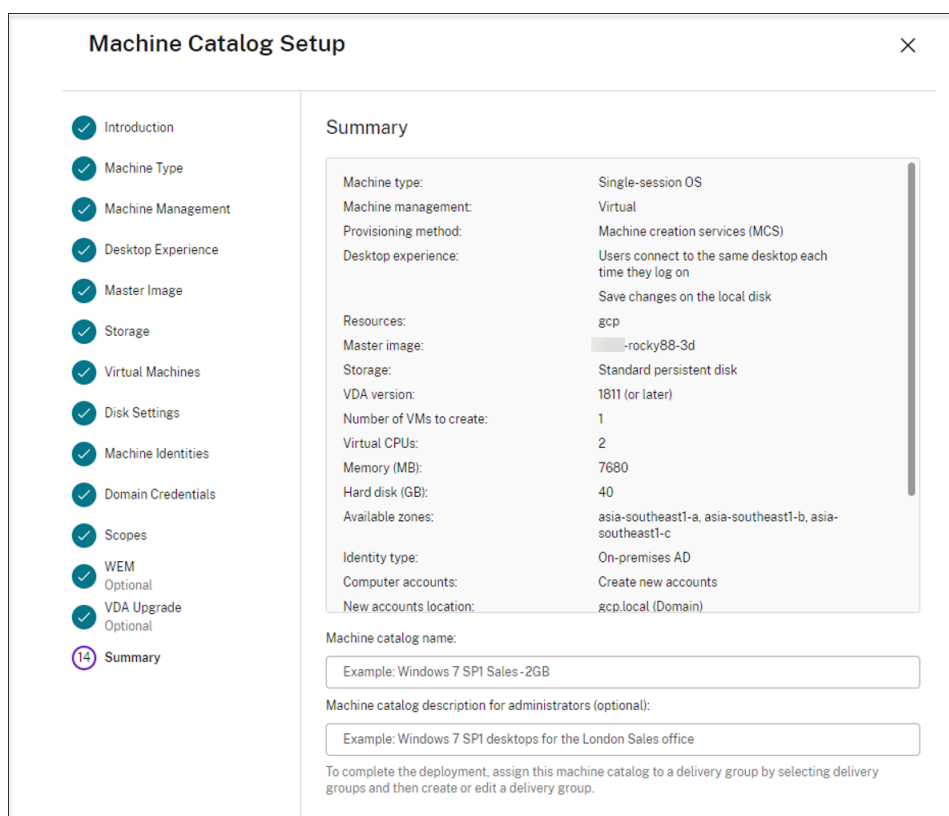 Machine Catalog Setup
Introduction
Machine Type
Machine Management
Desktop Experience
Master Image
Storage
Virtual Machines
Disk Settings
Machine Identities
Domain Credentials
Scopes
WEM
Optional
VDA Upgrade
Optional
14 Summary
Summary
Machine type: Single-session OS
Machine management: Virtual
Provisioning method: Machine creation services (MCS)
Desktop experience: Users connect to the same desktop each
time they log on
Save changes on the local disk
Resources: gcp
Master image: -rocky88-3d
Storage: Standard persistent disk
VDA version: 1811 (or later)
Number of VMs to create: 1
Virtual CPUs: 2
Memory (MB): 7680
Hard disk (GB): 40
Available zones: asia-southeast1-a, asia-southeast1-b, asia-
southeast1-c
Identity type: On-premises AD
Computer accounts: Create new accounts
New accounts location: gcp.local (Domain)
Machine catalog name:
Example: Windows 7 SP1 Sales - 2GB
Machine catalog description for administrators (optional):
Example: Windows 7 SP1 desktops for the London Sales office
To complete the deployment, assign this machine catalog to a delivery group by selecting delivery
groups and then create or edit a delivery group.